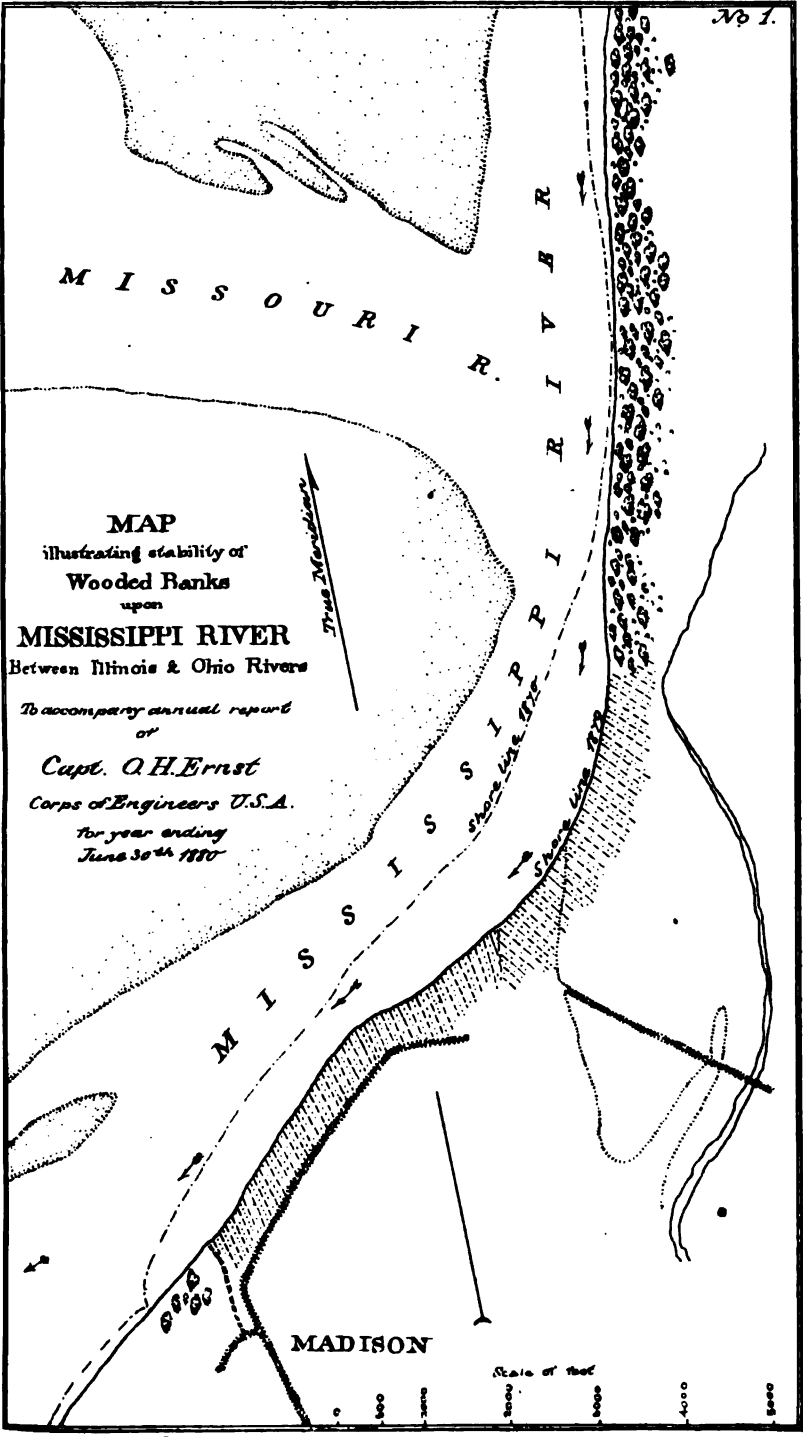 No 1.
MISSOURI R.
MISSISSIPPI RIVER
True Meridian
MAP
illustrating stability of
Wooded Banks
upon
MISSISSIPPI RIVER
Between Illinois & Ohio Rivers
To accompany annual report
of
Capt. O.H. Ernst
Corps of Engineers U.S.A.
for year ending
June 30th 1880
Shore line 1879
MADISON
Scale of feet
0 500 1000 2000 3000 4000 5000